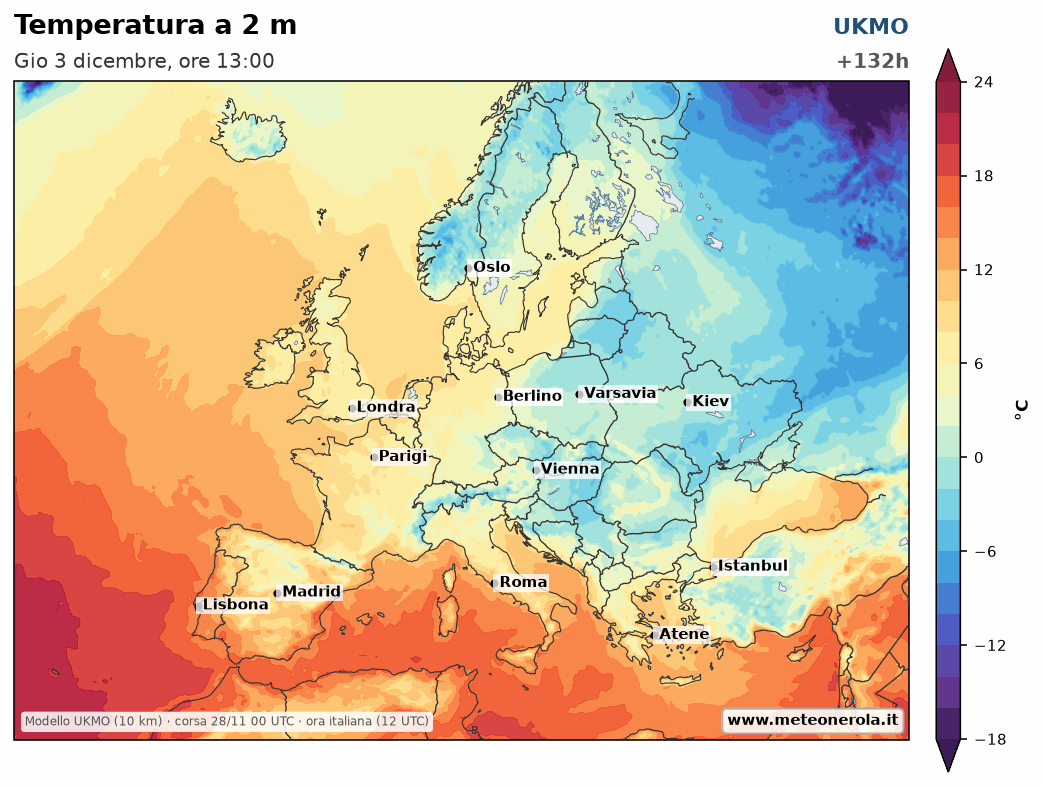 Temperatura a 2 m
UKMO
Gio 3 dicembre, ore 13:00
+132h
24
18
12
6
0
−6
−12
−18
°C
Oslo
Berlino
Varsavia
Kiev
Londra
Parigi
Vienna
Istanbul
Roma
Madrid
Lisbona
Atene
Modello UKMO (10 km) · corsa 28/11 00 UTC · ora italiana (12 UTC)
www.meteonerola.it